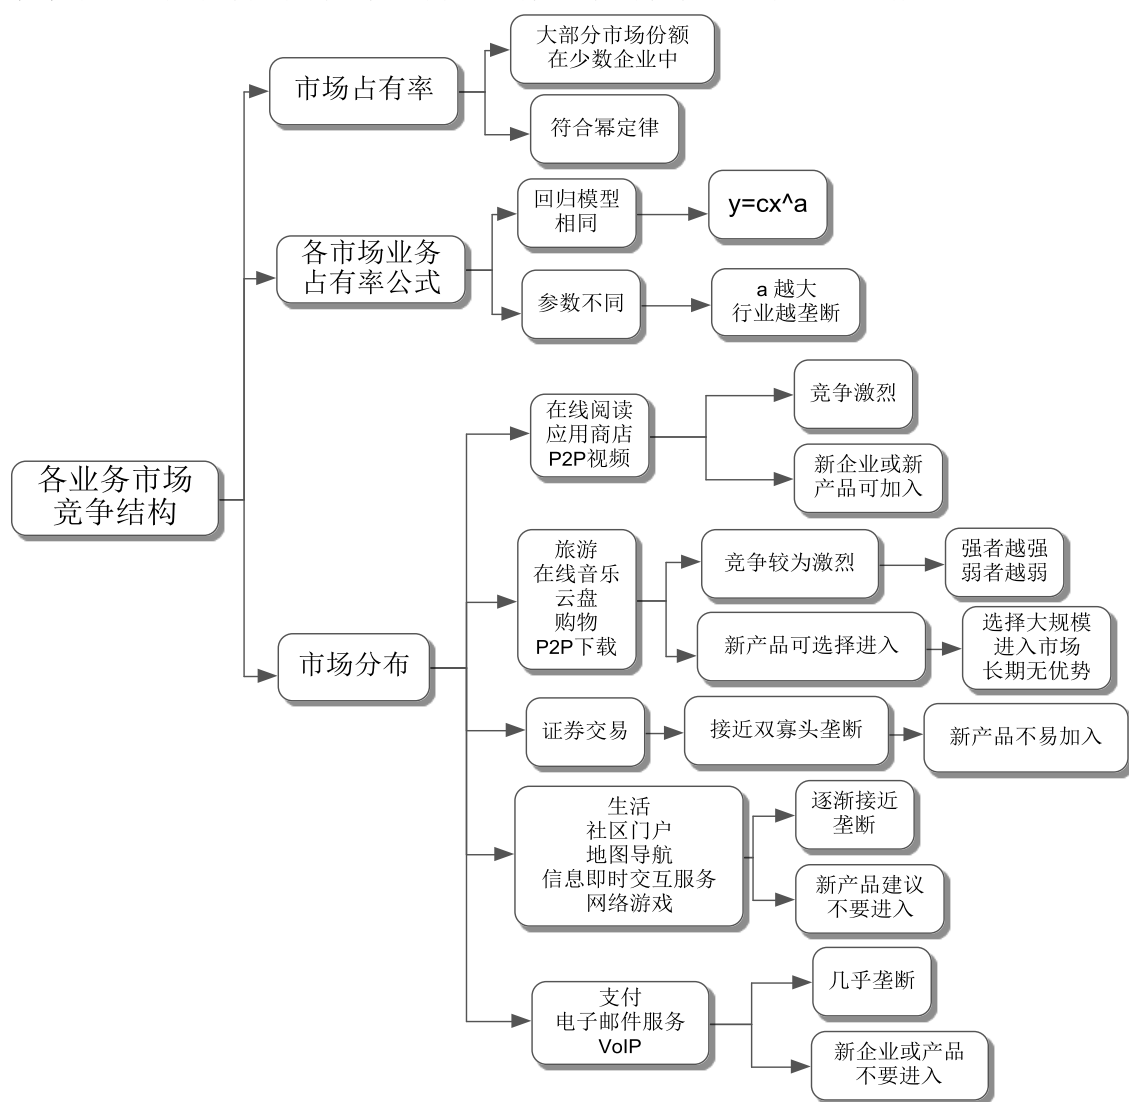 各业务市场
竞争结构
市场占有率
大部分市场份额
在少数企业中
符合幂定律
各市场业务
占有率公式
回归模型
相同
y=cx^a
参数不同
a 越大
行业越垄断
市场分布
在线阅读
应用商店
P2P视频
竞争激烈
新企业或新
产品可加入
旅游
在线音乐
云盘
购物
P2P下载
竞争较为激烈
强者越强
弱者越弱
新产品可选择进入
选择大规模
进入市场
长期无优势
证券交易
接近双寡头垄断
新产品不易加入
生活
社区门户
地图导航
信息即时交互服务
网络游戏
逐渐接近
垄断
新产品建议
不要进入
支付
电子邮件服务
VoIP
几乎垄断
新企业或产品
不要进入